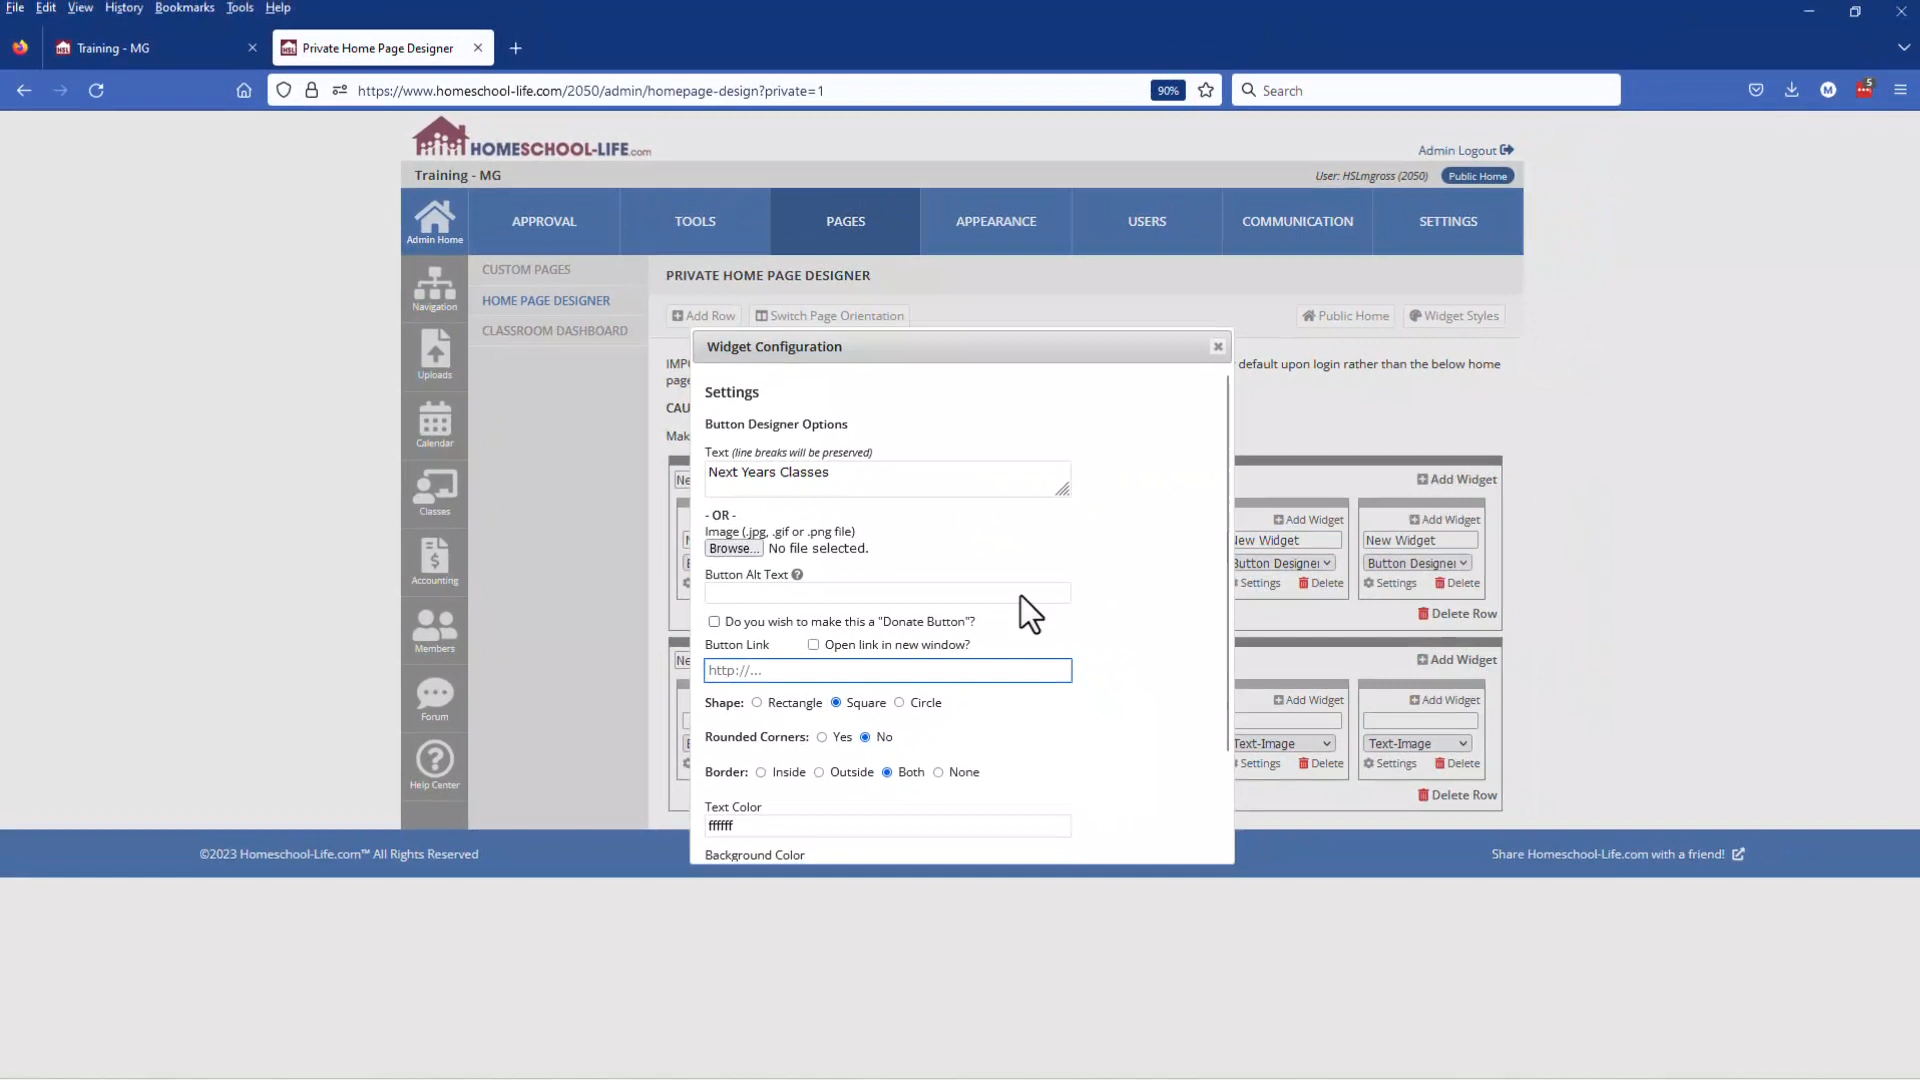 File Edit View History Bookmarks Tools Help
Training - MG
Private Home Page Designer
https://www.homeschool-life.com/2050/admin/homepage-design?private=1
90%
Search
5
M
HOMESCHOOL-LIFE.com
Admin Logout
Training - MG
User: HSLmgross (2050)
Public Home
Admin Home
APPROVAL
TOOLS
PAGES
APPEARANCE
USERS
COMMUNICATION
SETTINGS
Navigation
Uploads
Calendar
Classes
Accounting
Members
Forum
Help Center
CUSTOM PAGES
HOME PAGE DESIGNER
CLASSROOM DASHBOARD
PRIVATE HOME PAGE DESIGNER
Add Row
Switch Page Orientation
Public Home
Widget Styles
default upon login rather than the below home
page
CAU
Mak
Widget Configuration
Settings
Button Designer Options
Text (line breaks will be preserved)
Next Years Classes
- OR -
Image (.jpg, .gif or .png file)
Browse... No file selected.
Button Alt Text
Do you wish to make this a "Donate Button"?
Button Link
Open link in new window?
http://...
Shape: Rectangle Square Circle
Rounded Corners: Yes No
Border: Inside Outside Both None
Text Color
ffffff
Background Color
Add Widget
Add Widget Add Widget
New Widget New Widget
Button Designer Button Designer
Settings Delete Settings Delete
Delete Row
Add Widget
Add Widget Add Widget
Text-Image Text-Image
Settings Delete Settings Delete
Delete Row
©2023 Homeschool-Life.com™ All Rights Reserved
Share Homeschool-Life.com with a friend!